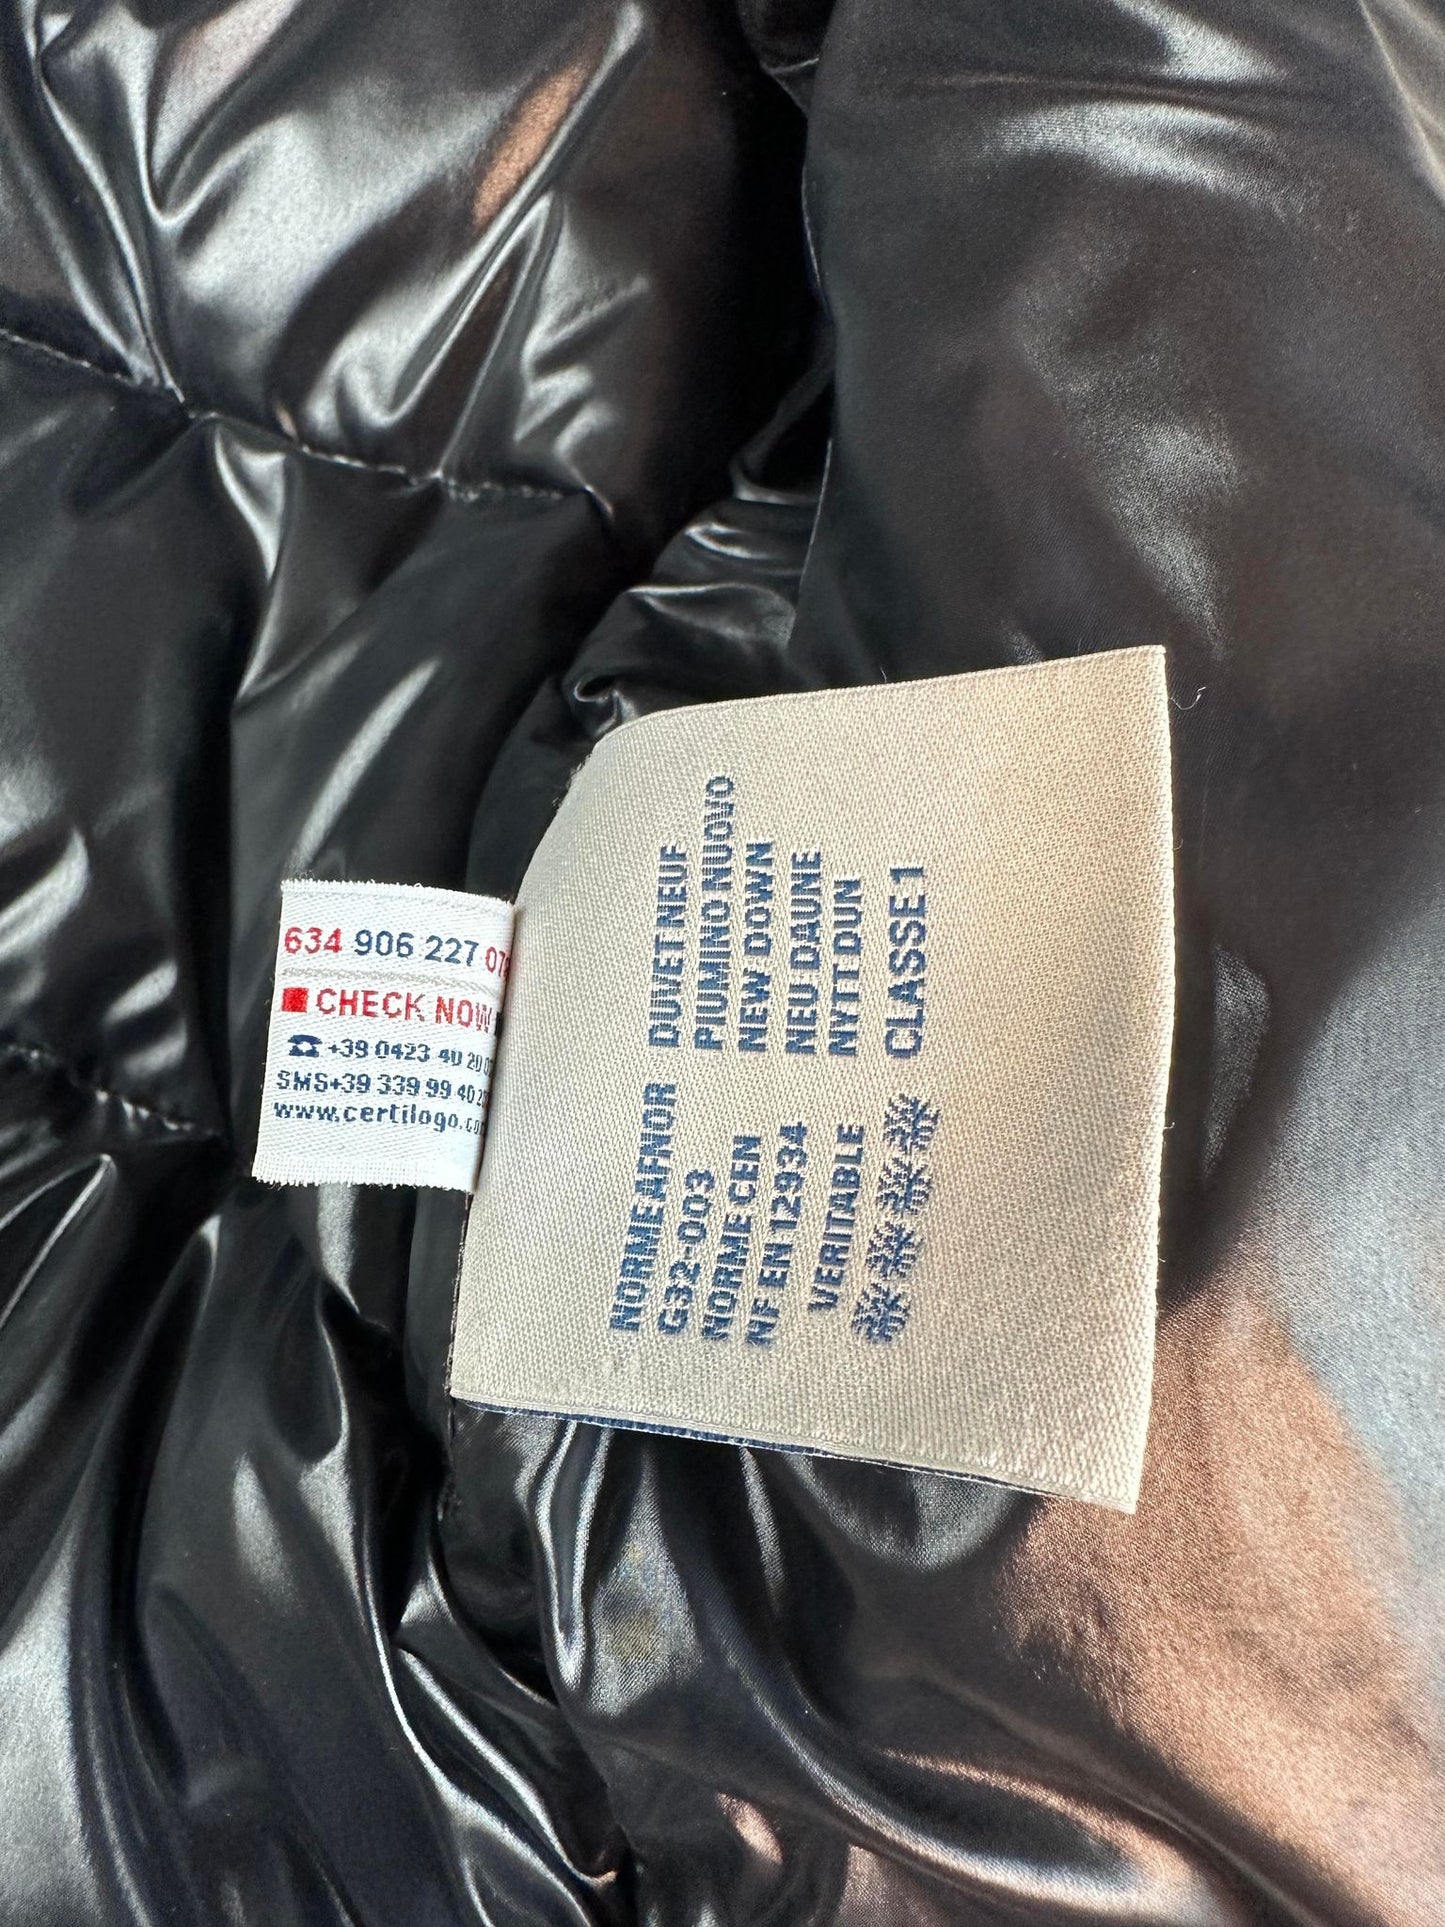 634 906 227
CHECK NOW
☎ +39 0423 40 20
SMS+39 339 99 40
www.certilogo.
NORME AFNOR
G32-003
NORME CEN
NF EN 12934
VERITABLE
DUVET NEUF
PIUMINO NUOVO
NEW DOWN
NEU DAUNE
NYTT DUN
CLASSE 1